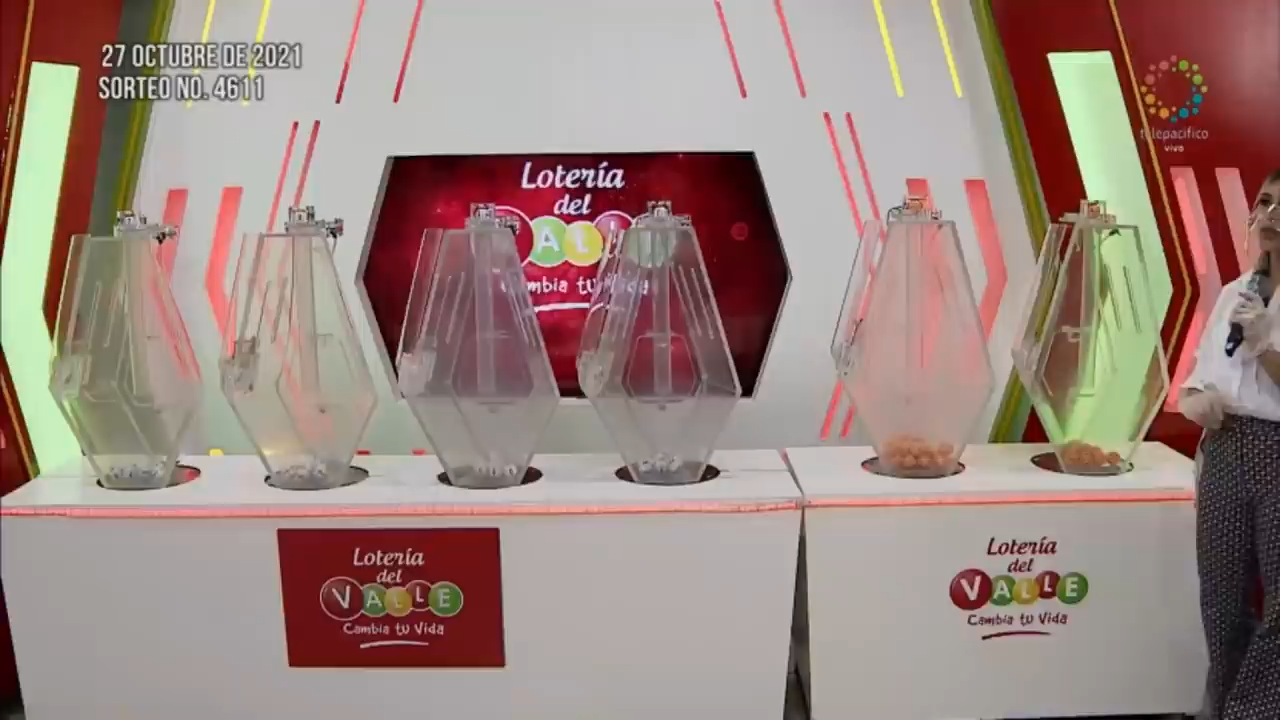 27 OCTUBRE DE 2021
SORTEO NO. 4611
telepacífico
vivo
Lotería
del
VALLE
Cambia tu Vida
Lotería
del
VALLE
Cambia tu Vida
Lotería
del
VALLE
Cambia tu Vida